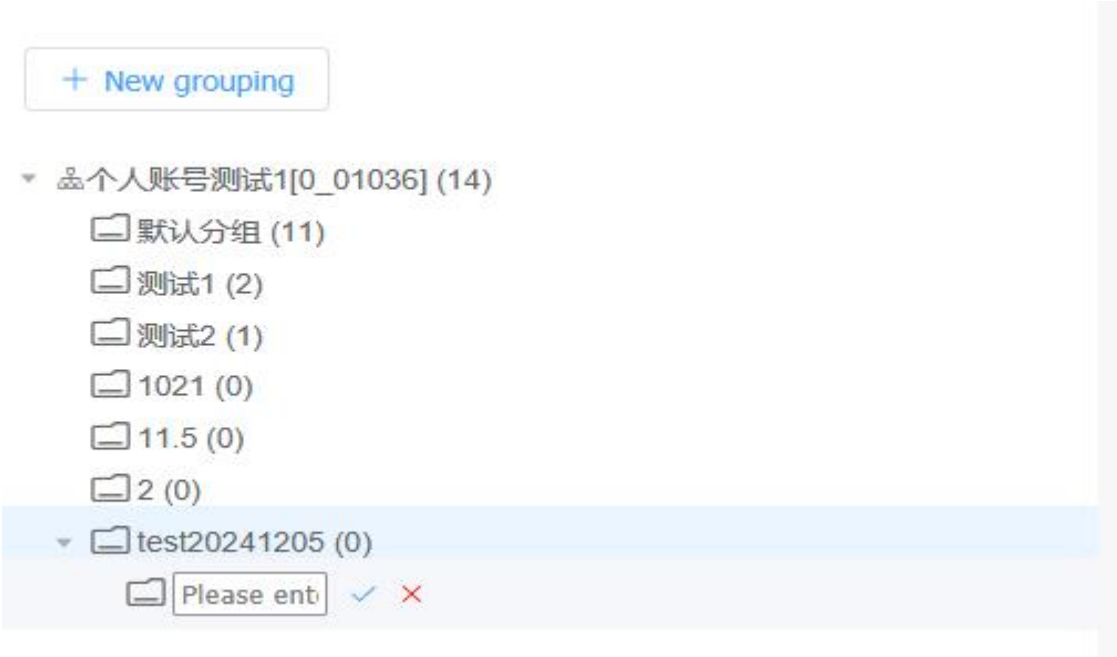 + New grouping
个人账号测试1[0_01036] (14)
默认分组 (11)
测试1 (2)
测试2 (1)
1021 (0)
11.5 (0)
2 (0)
test20241205 (0)
Please ent